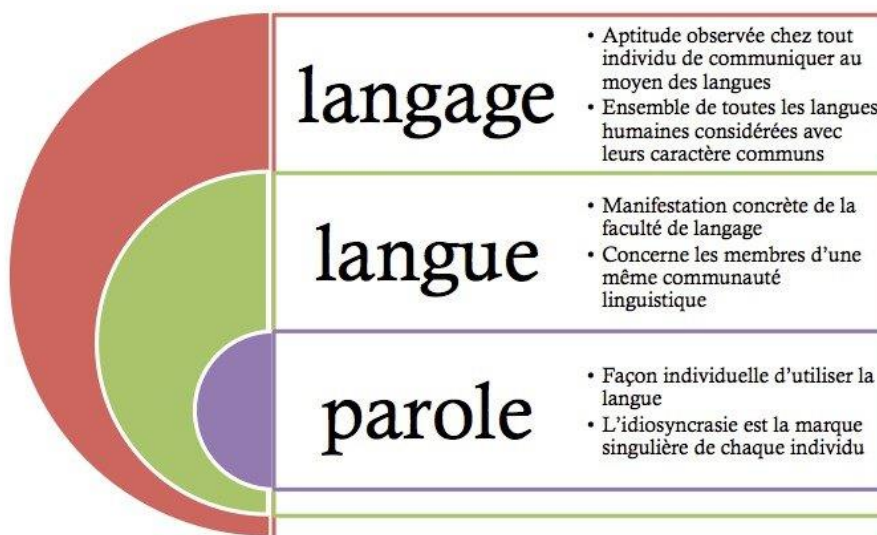 langage
• Aptitude observée chez tout
individu de communiquer au
moyen des langues
• Ensemble de toutes les langues
humaines considérées avec
leurs caractère communs
langue
• Manifestation concrète de la
faculté de langage
• Concerne les membres d’une
même communauté
linguistique
parole
• Façon individuelle d’utiliser la
langue
• L’idiosyncrasie est la marque
singulière de chaque individu